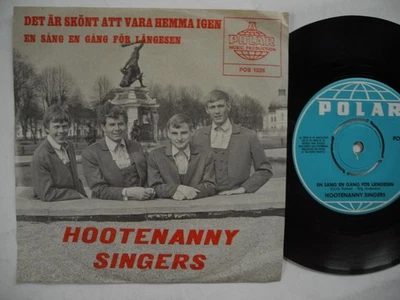 DET ÄR SKÖNT ATT VARA HEMMA IGEN
EN SÅNG EN GÅNG FÖR LÄNGESEN
POLAR
MUSIC PRODUCTION
POS 1026
HOOTENANNY
SINGERS
POLAR
EN SÅNG EN GÅNG FÖR LÄNGESEN
HOOTENANNY SINGERS